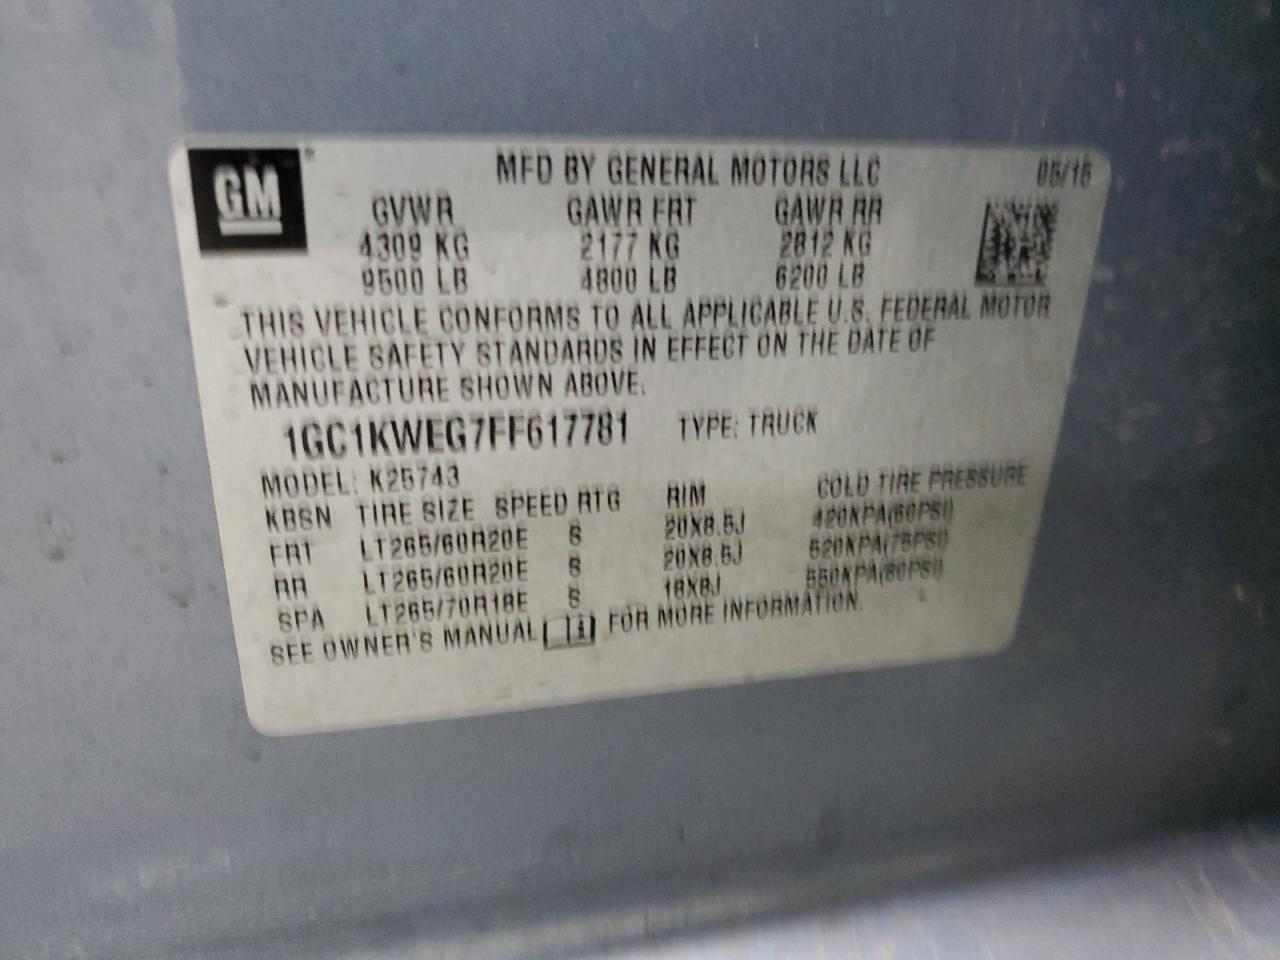 GM
MFD BY GENERAL MOTORS LLC 05/15
GVWR GAWR FRT GAWR RR
4309 KG 2177 KG 2812 KG
9500 LB 4800 LB 6200 LB
THIS VEHICLE CONFORMS TO ALL APPLICABLE U.S. FEDERAL MOTOR
VEHICLE SAFETY STANDARDS IN EFFECT ON THE DATE OF
MANUFACTURE SHOWN ABOVE.
1GC1KWEG7FF617781 TYPE: TRUCK
MODEL: K25743
KBSN TIRE SIZE SPEED RTG RIM COLD TIRE PRESSURE
FRT LT265/60R20E S 20X8.5J 420KPA(60PSI)
RR LT265/60R20E S 20X8.5J 520KPA(75PSI)
SPA LT265/70R18E S 18X8J 550KPA(80PSI)
SEE OWNER'S MANUAL FOR MORE INFORMATION.